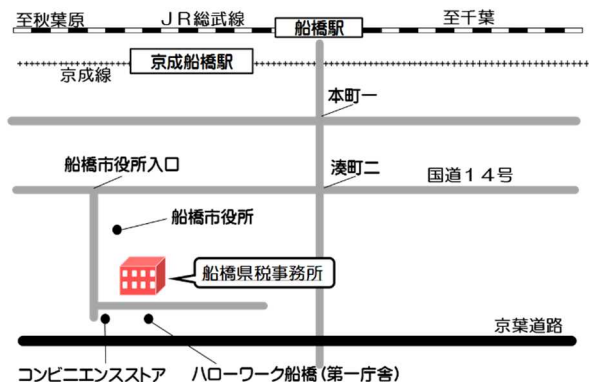 至秋葉原
JR総武線
船橋駅
至千葉
京成船橋駅
京成線
本町一
船橋市役所入口
湊町二
国道14号
船橋市役所
船橋県税事務所
京葉道路
コンビニエンスストア
ハローワーク船橋(第一庁舎)